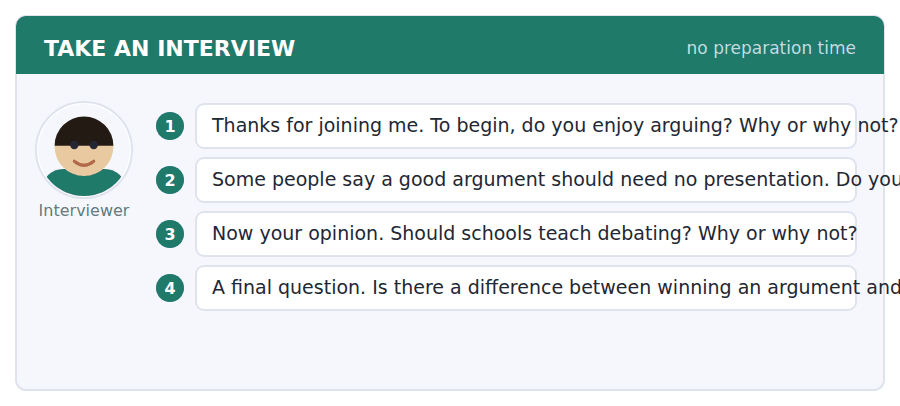 TAKE AN INTERVIEW
no preparation time
Interviewer
1 Thanks for joining me. To begin, do you enjoy arguing? Why or why not?
2 Some people say a good argument should need no presentation. Do you
3 Now your opinion. Should schools teach debating? Why or why not?
4 A final question. Is there a difference between winning an argument and